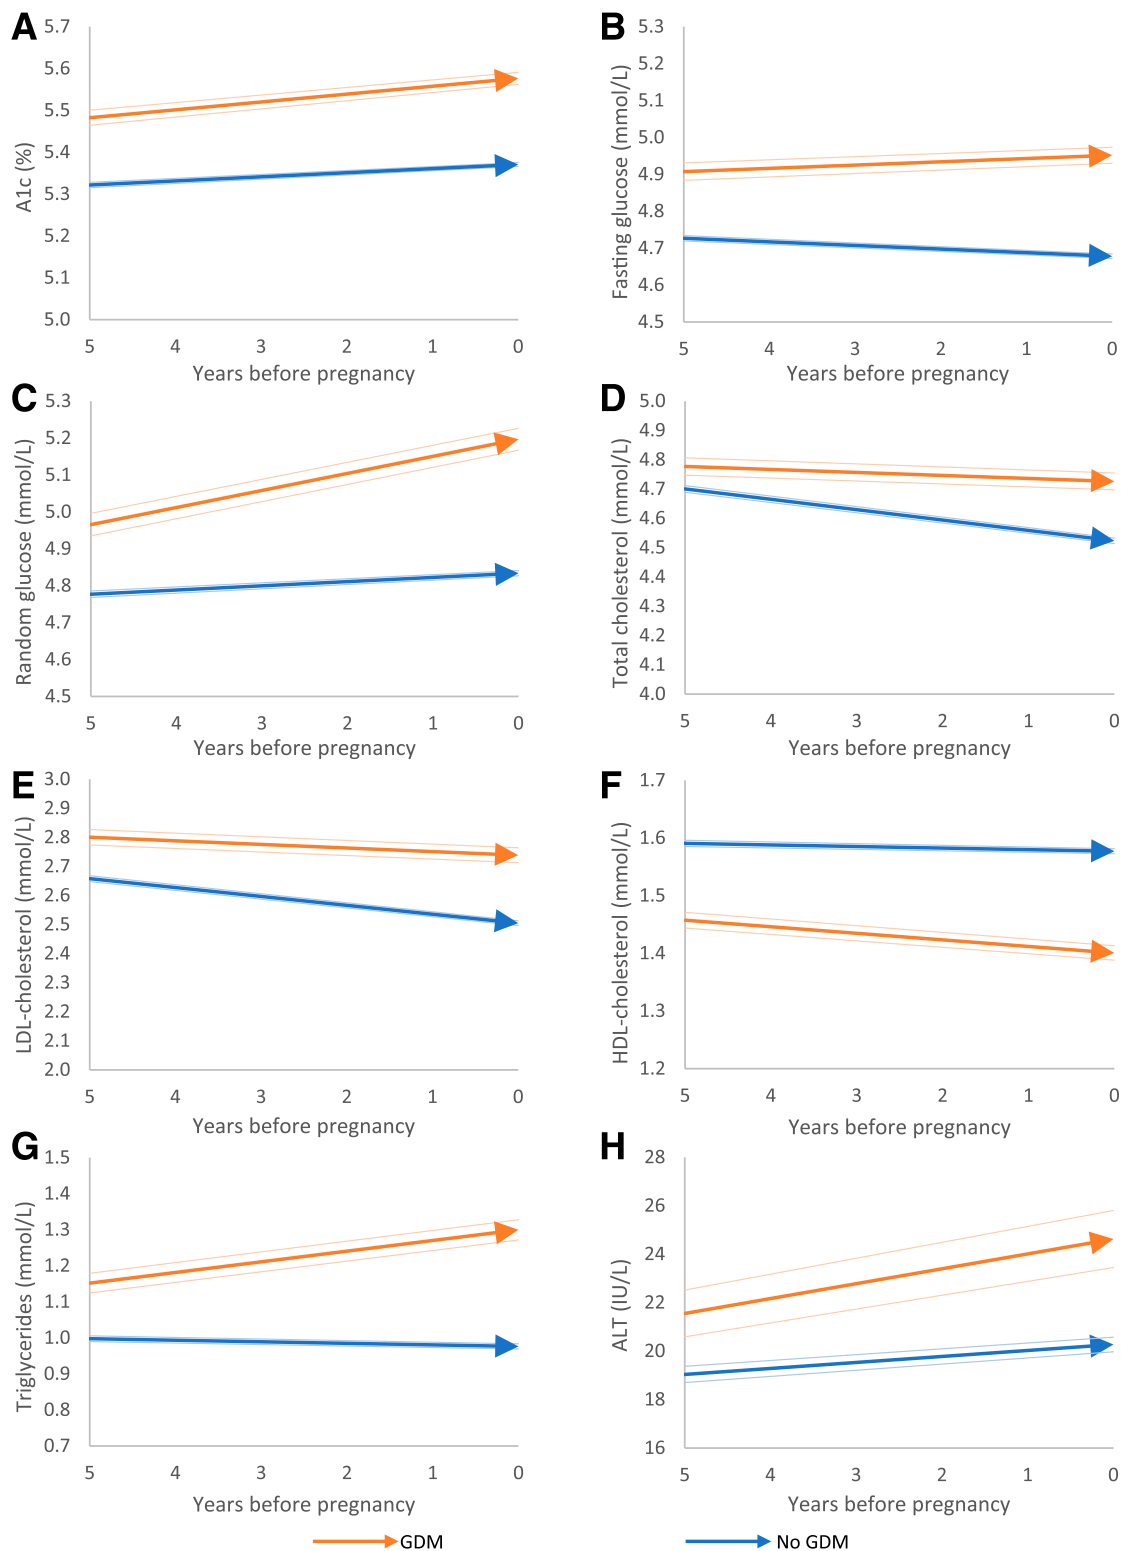 A
5.7
5.6
5.5
5.4
5.3
5.2
5.1
5.0
A1c (%)
5 4 3 2 1 0
Years before pregnancy
B
5.3
5.2
5.1
5.0
4.9
4.8
4.7
4.6
4.5
Fasting glucose (mmol/L)
5 4 3 2 1 0
Years before pregnancy
C
5.3
5.2
5.1
5.0
4.9
4.8
4.7
4.6
4.5
Random glucose (mmol/L)
5 4 3 2 1 0
Years before pregnancy
D
5.0
4.9
4.8
4.7
4.6
4.5
4.4
4.3
4.2
4.1
4.0
Total cholesterol (mmol/L)
5 4 3 2 1 0
Years before pregnancy
E
3.0
2.9
2.8
2.7
2.6
2.5
2.4
2.3
2.2
2.1
2.0
LDL-cholesterol (mmol/L)
5 4 3 2 1 0
Years before pregnancy
F
1.7
1.6
1.5
1.4
1.3
1.2
HDL-cholesterol (mmol/L)
5 4 3 2 1 0
Years before pregnancy
G
1.5
1.4
1.3
1.2
1.1
1.0
0.9
0.8
0.7
Triglycerides (mmol/L)
5 4 3 2 1 0
Years before pregnancy
H
28
26
24
22
20
18
16
ALT (IU/L)
5 4 3 2 1 0
Years before pregnancy
GDM
No GDM